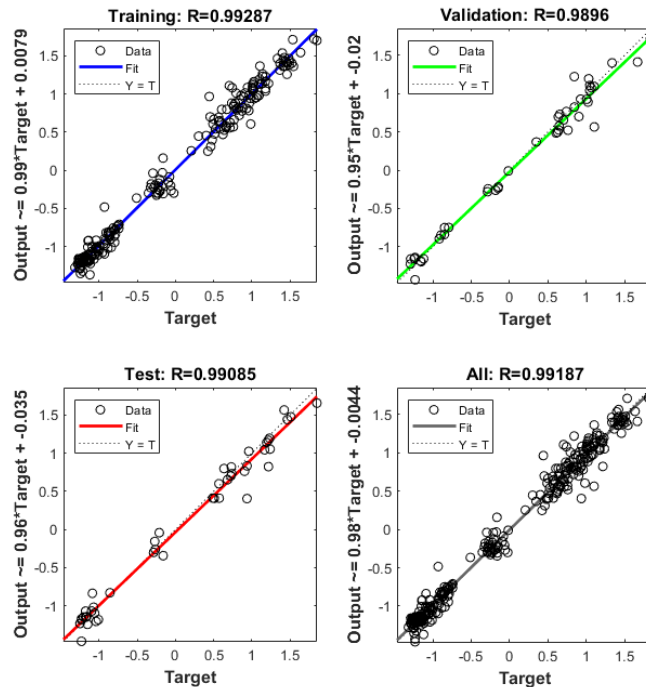 Training: R=0.99287
Output ~= 0.99*Target + 0.0079
Data
Fit
Y = T
1.5
1
0.5
0
-0.5
-1
-1 -0.5 0 0.5 1 1.5
Target
Validation: R=0.9896
Output ~= 0.95*Target + -0.02
Data
Fit
Y = T
1.5
1
0.5
0
-0.5
-1
-1 -0.5 0 0.5 1 1.5
Target
Test: R=0.99085
Output ~= 0.96*Target + -0.035
Data
Fit
Y = T
1.5
1
0.5
0
-0.5
-1
-1 -0.5 0 0.5 1 1.5
Target
All: R=0.99187
Output ~= 0.98*Target + -0.0044
Data
Fit
Y = T
1.5
1
0.5
0
-0.5
-1
-1 -0.5 0 0.5 1 1.5
Target